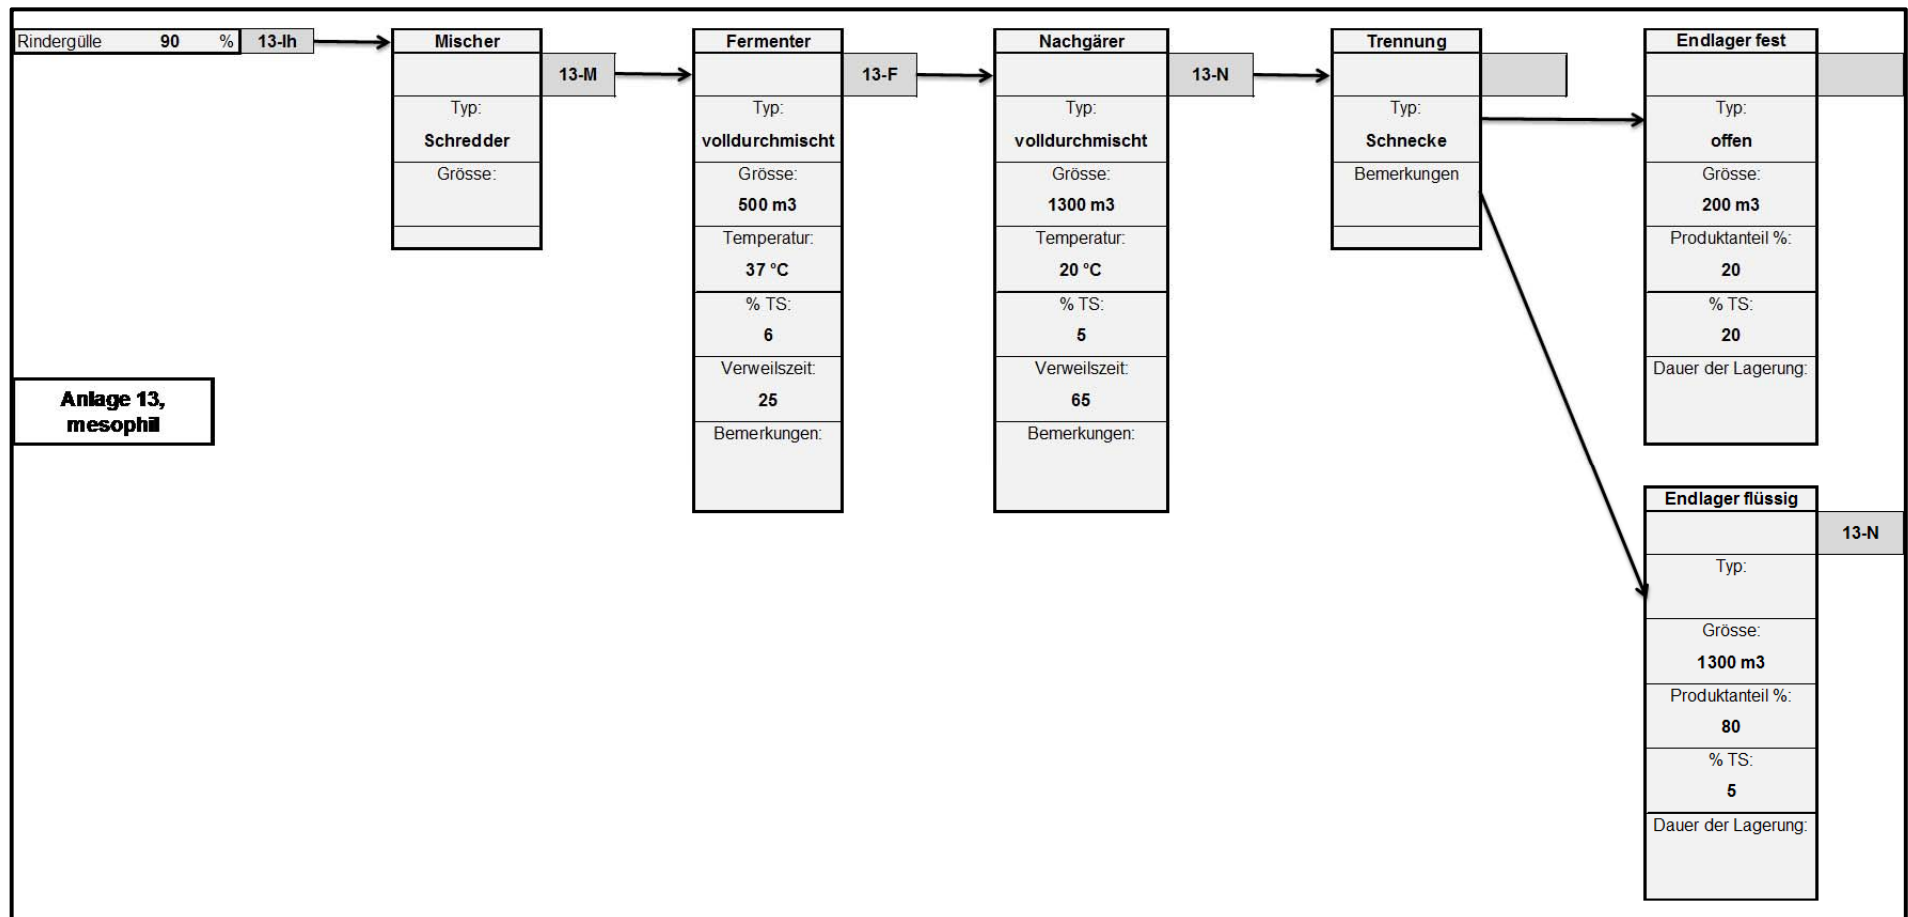 Rindergülle 90 % 13-Ih
Mischer
13-M
Typ:
Schredder
Grösse:
Fermenter
13-F
Typ:
volldurchmischt
Grösse:
500 m3
Temperatur:
37 °C
% TS:
6
Verweilszeit:
25
Bemerkungen:
Nachgärer
13-N
Typ:
volldurchmischt
Grösse:
1300 m3
Temperatur:
20 °C
% TS:
5
Verweilszeit:
65
Bemerkungen:
Trennung
Typ:
Schnecke
Bemerkungen
Endlager fest
Typ:
offen
Grösse:
200 m3
Produktanteil %:
20
% TS:
20
Dauer der Lagerung:
Anlage 13,
mesophil
Endlager flüssig
13-N
Typ:
Grösse:
1300 m3
Produktanteil %:
80
% TS:
5
Dauer der Lagerung: